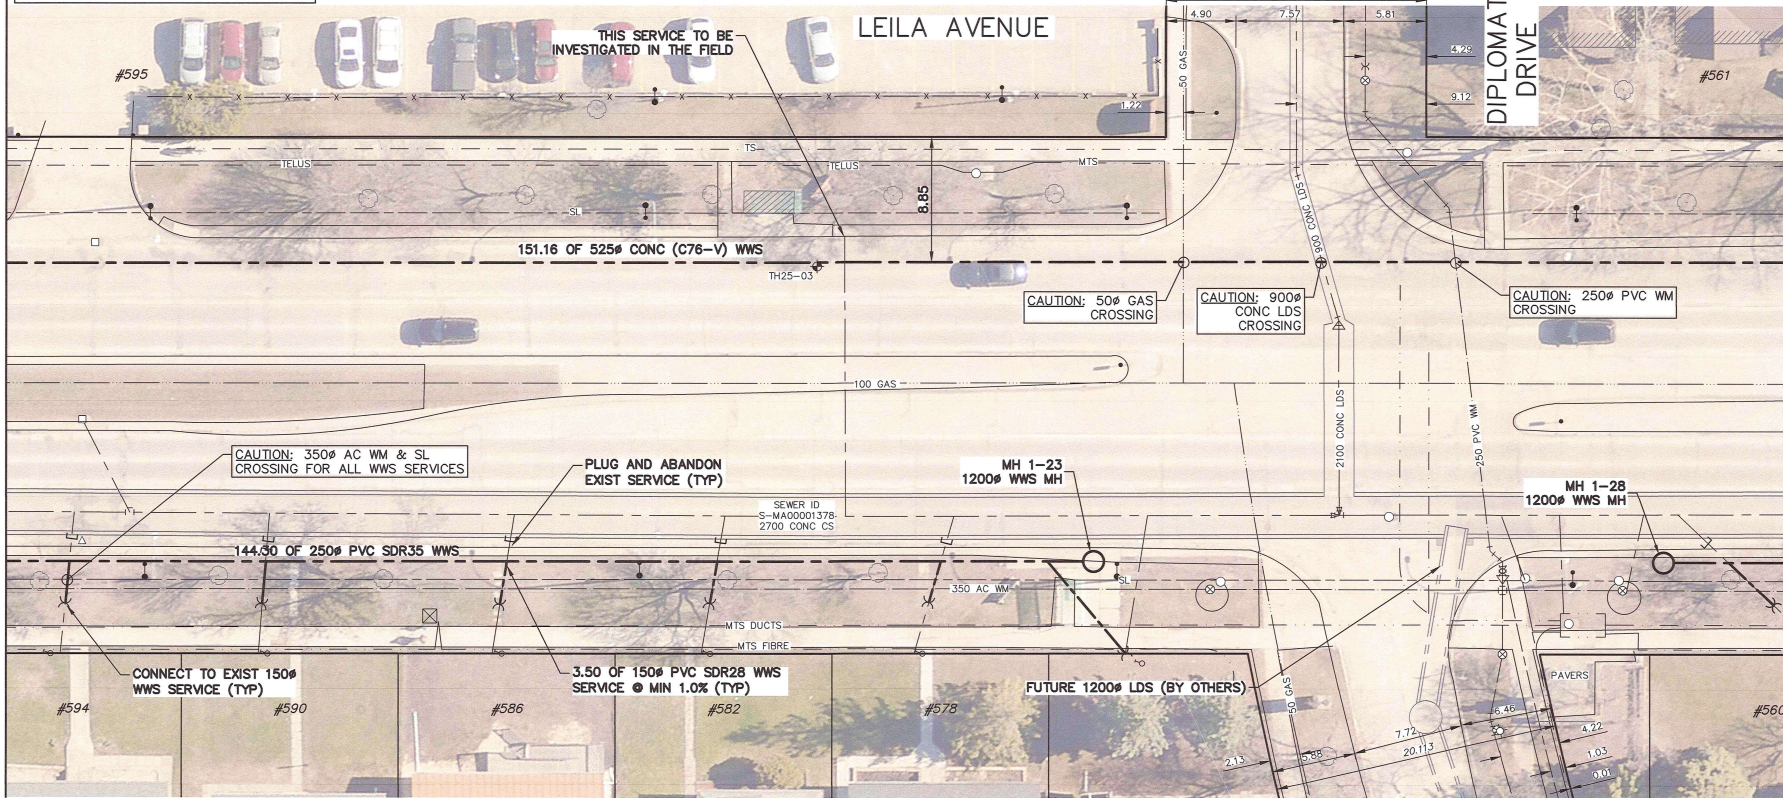 LEILA AVENUE
DIPLOMAT
DRIVE
THIS SERVICE TO BE
INVESTIGATED IN THE FIELD
#595
#561
4.90
7.57
5.81
4.29
9.12
1.22
50 GAS
TS
TELUS
TELUS
MTS
SL
8.85
900 CONC LDS
151.16 OF 525ø CONC (C76-V) WWS
TH25-03
CAUTION: 50ø GAS
CROSSING
CAUTION: 900ø
CONC LDS
CROSSING
CAUTION: 250ø PVC WM
CROSSING
100 GAS
2100 CONC LDS
250 PVC WM
CAUTION: 350ø AC WM & SL
CROSSING FOR ALL WWS SERVICES
PLUG AND ABANDON
EXIST SERVICE (TYP)
SEWER ID
S-MA00001378
2700 CONC CS
MH 1-23
1200ø WWS MH
MH 1-28
1200ø WWS MH
144.30 OF 250ø PVC SDR35 WWS
350 AC WM
SL
MTS DUCTS
MTS FIBRE
CONNECT TO EXIST 150ø
WWS SERVICE (TYP)
3.50 OF 150ø PVC SDR28 WWS
SERVICE @ MIN 1.0% (TYP)
FUTURE 1200ø LDS (BY OTHERS)
50 GAS
PAVERS
#594
#590
#586
#582
#578
#560
2.13
5.88
7.72
6.46
20.113
4.22
1.03
0.01